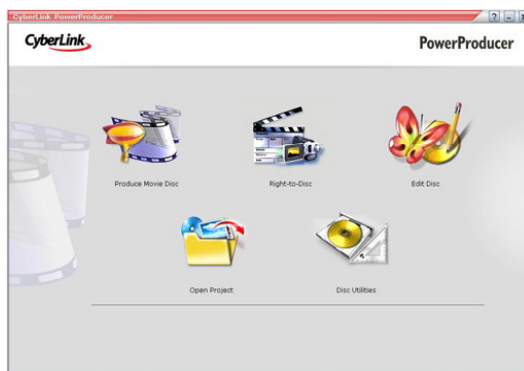 CyberLink PowerProducer
CyberLink
PowerProducer
Produce Movie Disc
Right-to-Disc
Edit Disc
Open Project
Disc Utilities